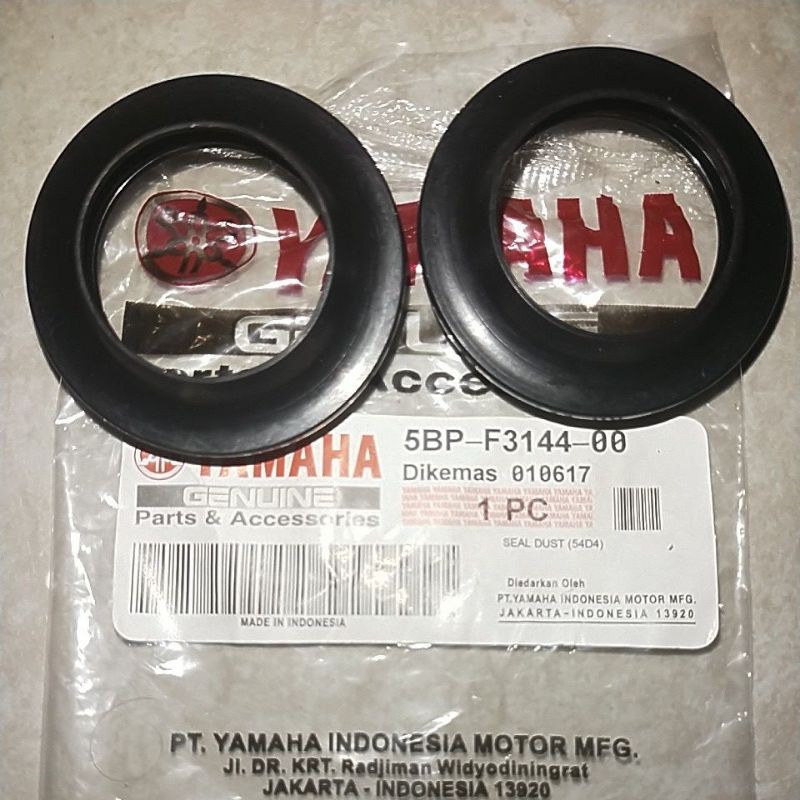 YAMAHA
GENUINE
Parts & Accessories
5BP-F3144-00
Dikemas 010617
1 PC
SEAL DUST (54D4)
MADE IN INDONESIA
Diedarkan Oleh
PT.YAMAHA INDONESIA MOTOR MFG.
JAKARTA-INDONESIA 13920
PT. YAMAHA INDONESIA MOTOR MFG.
Jl. DR. KRT. Radjiman Widyodiningrat
JAKARTA - INDONESIA 13920